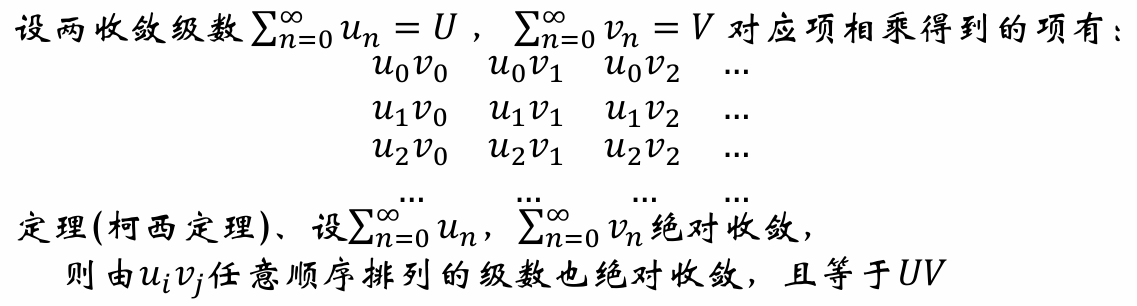 设两收敛级数∑_{n=0}^{∞} u_n = U ， ∑_{n=0}^{∞} v_n = V 对应项相乘得到的项有：
u_0v_0 u_0v_1 u_0v_2 …
u_1v_0 u_1v_1 u_1v_2 …
u_2v_0 u_2v_1 u_2v_2 …
… … … …
定理(柯西定理)、设∑_{n=0}^{∞} u_n，∑_{n=0}^{∞} v_n绝对收敛，
则由u_iv_j任意顺序排列的级数也绝对收敛，且等于UV